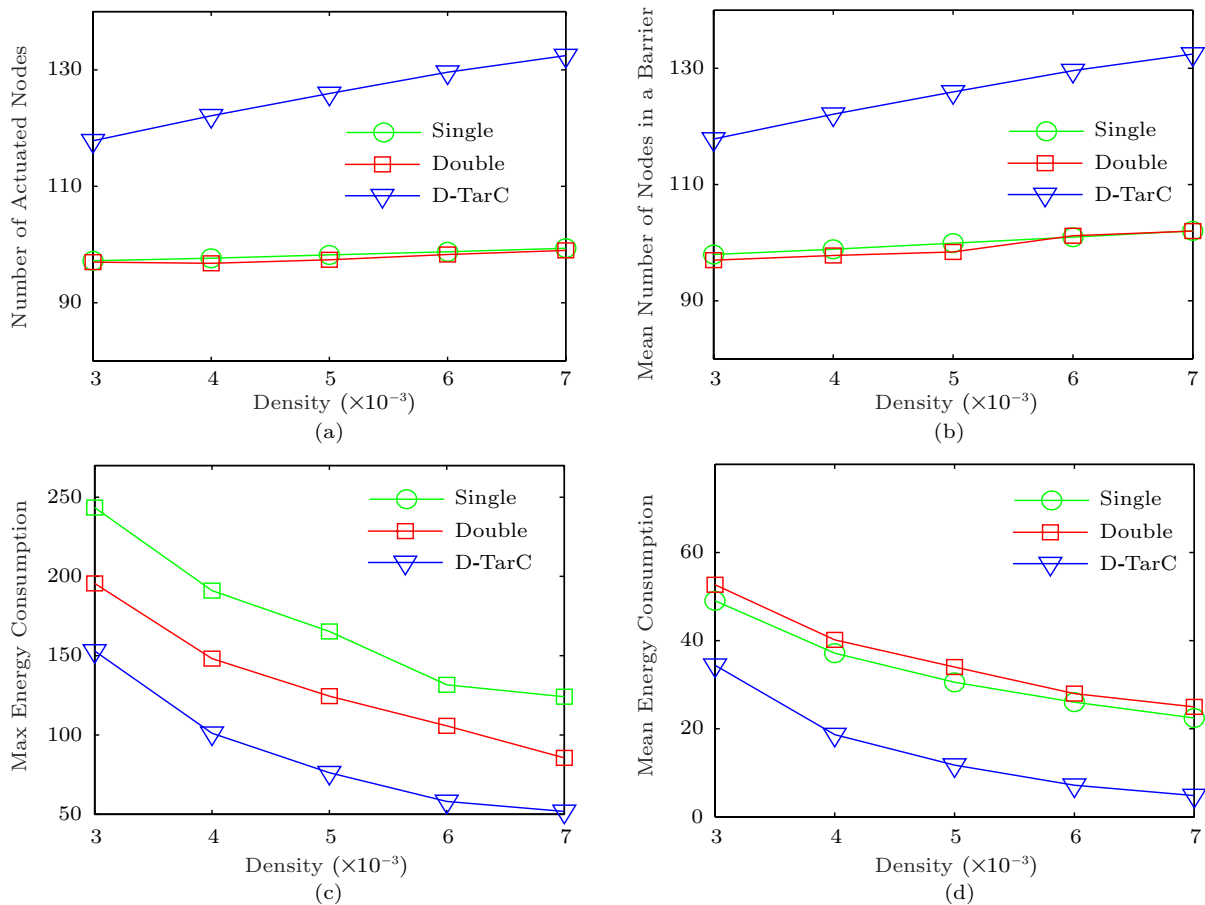 Number of Actuated Nodes
130
110
90
Single
Double
D-TarC
3 4 5 6 7
Density (×10⁻³)
(a)
Mean Number of Nodes in a Barrier
130
110
90
Single
Double
D-TarC
3 4 5 6 7
Density (×10⁻³)
(b)
Max Energy Consumption
250
200
150
100
50
Single
Double
D-TarC
3 4 5 6 7
Density (×10⁻³)
(c)
Mean Energy Consumption
60
40
20
0
Single
Double
D-TarC
3 4 5 6 7
Density (×10⁻³)
(d)